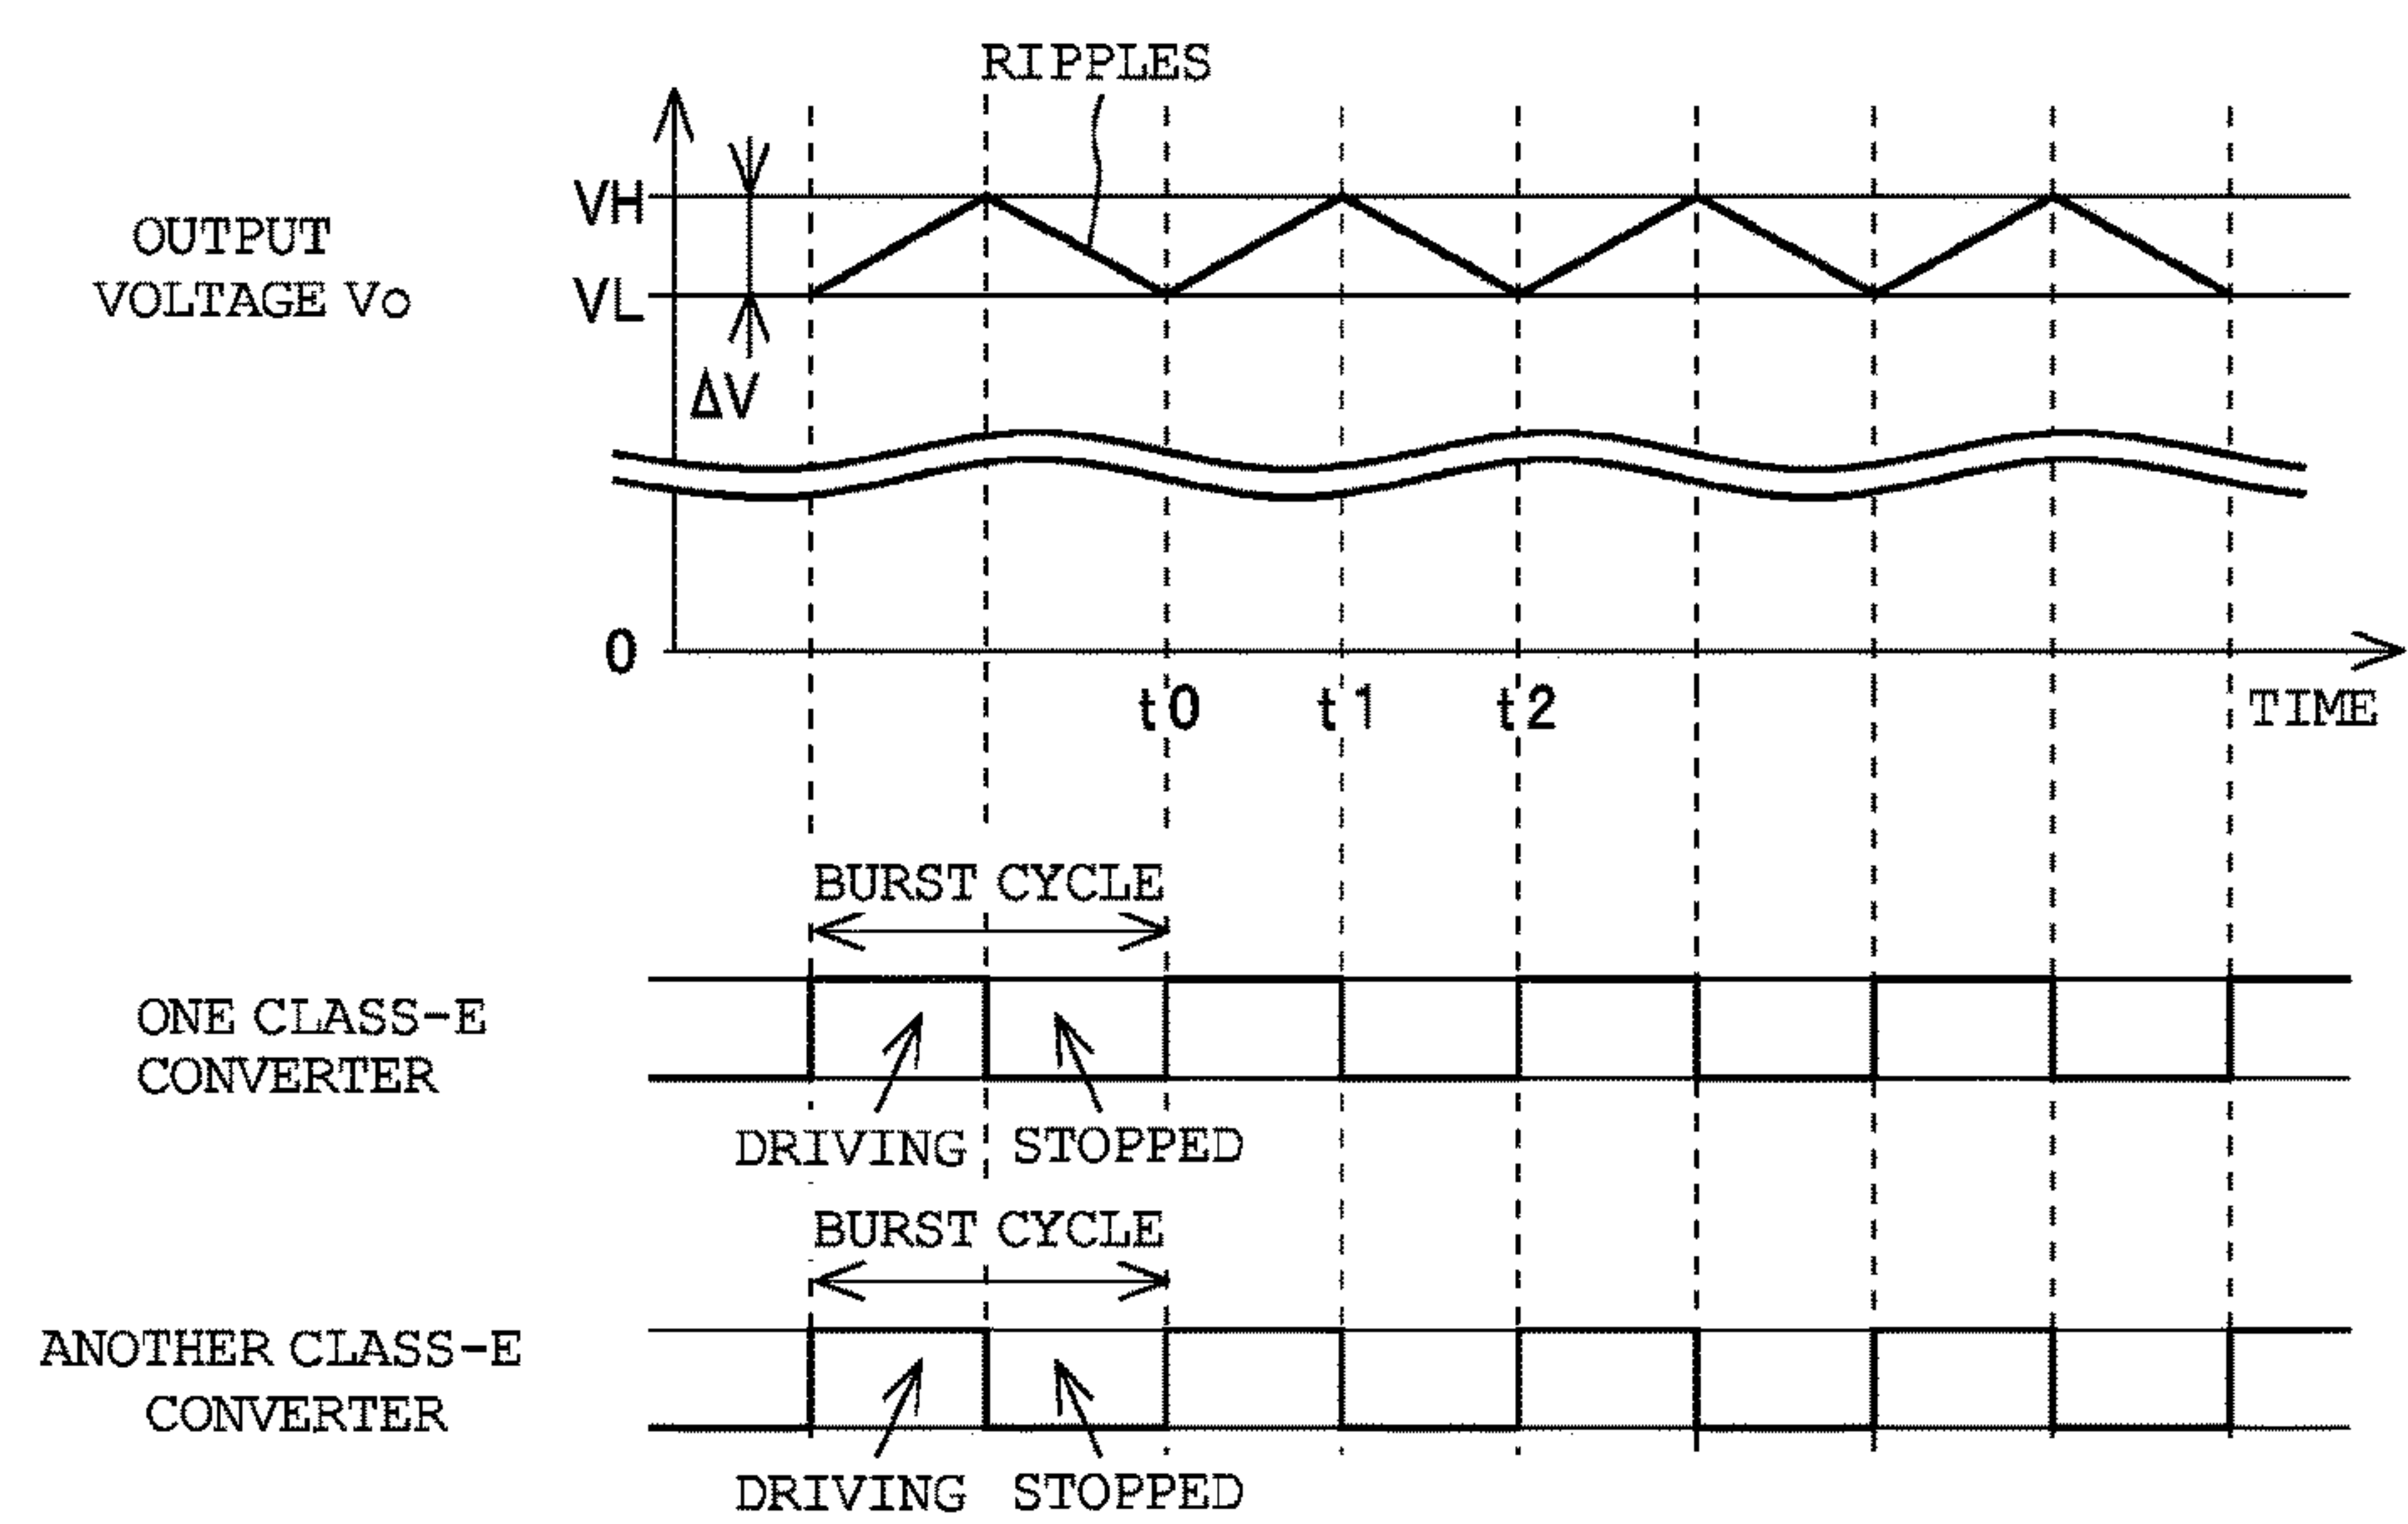 RIPPLES
VH
OUTPUT
VOLTAGE Vo
VL
ΔV
0
t0 t1 t2
TIME
BURST CYCLE
ONE CLASS-E
CONVERTER
DRIVING STOPPED
BURST CYCLE
ANOTHER CLASS-E
CONVERTER
DRIVING STOPPED